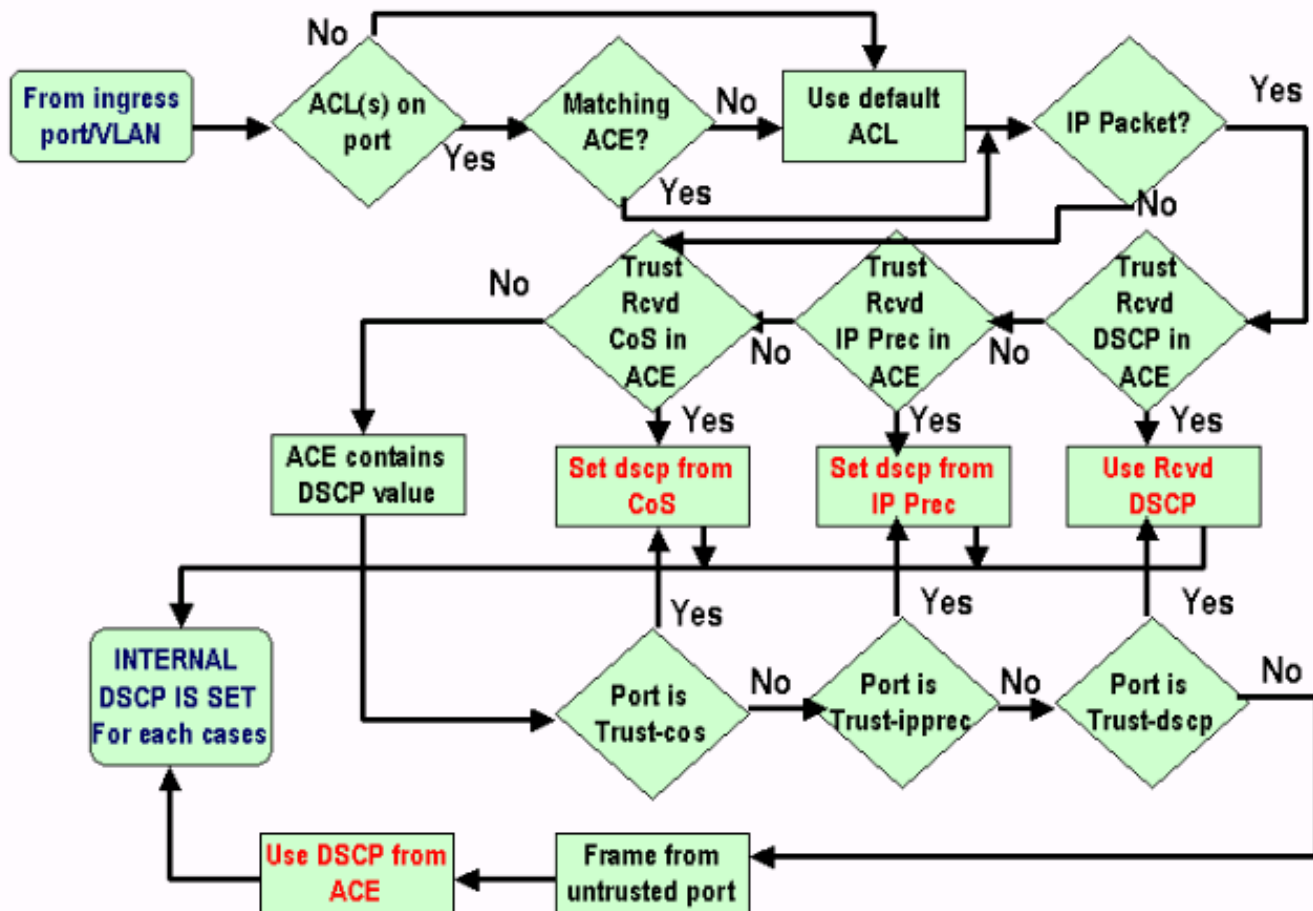 No
From ingress
port/VLAN
ACL(s) on
port
Yes
Matching
ACE?
No
Yes
Use default
ACL
IP Packet?
Yes
No
Trust
Rcvd
CoS in
ACE
No
Yes
Trust
Rcvd
IP Prec in
ACE
No
Yes
Trust
Rcvd
DSCP in
ACE
No
Yes
ACE contains
DSCP value
Set dscp from
CoS
Set dscp from
IP Prec
Use Rcvd
DSCP
INTERNAL
DSCP IS SET
For each cases
Yes
Port is
Trust-cos
No
Yes
Port is
Trust-ipprec
No
Yes
Port is
Trust-dscp
No
Use DSCP from
ACE
Frame from
untrusted port